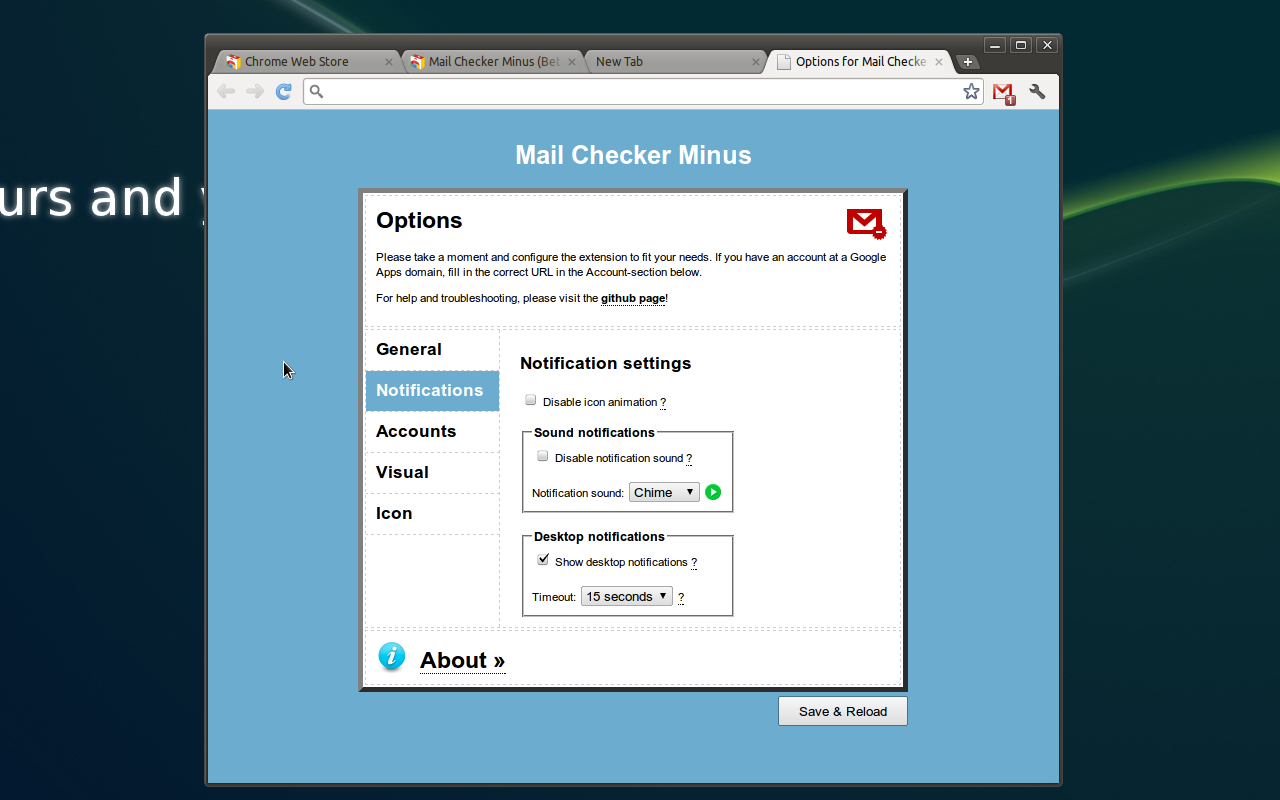 Chrome Web Store
Mail Checker Minus (Bet
New Tab
Options for Mail Checke
1
Mail Checker Minus
urs and y
Options
Please take a moment and configure the extension to fit your needs. If you have an account at a Google
Apps domain, fill in the correct URL in the Account-section below.
For help and troubleshooting, please visit the github page!
General
Notifications
Accounts
Visual
Icon
Notification settings
Disable icon animation ?
Sound notifications
Disable notification sound ?
Notification sound: Chime
Desktop notifications
Show desktop notifications ?
Timeout: 15 seconds ?
i About »
Save & Reload